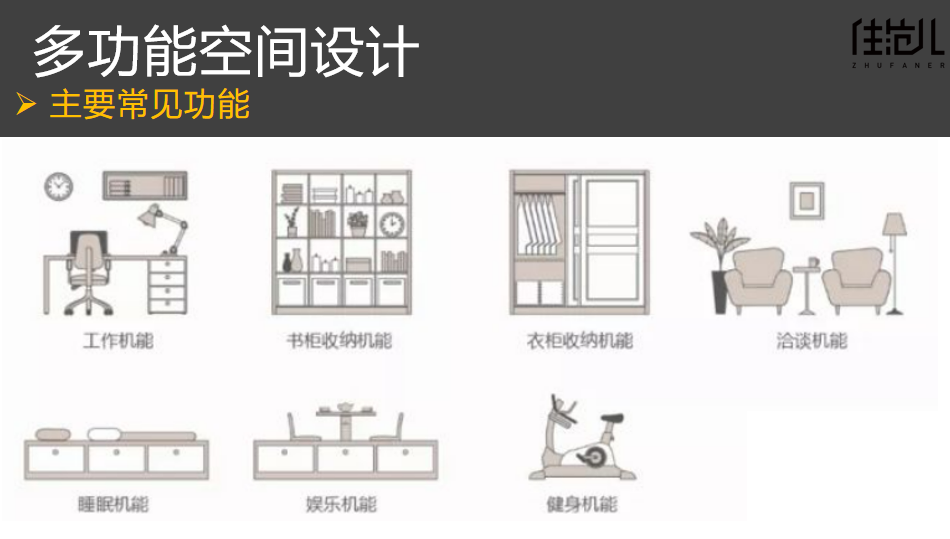 多功能空间设计
住范儿
ZHUFANER
主要常见功能
工作机能
书柜收纳机能
衣柜收纳机能
洽谈机能
睡眠机能
娱乐机能
健身机能